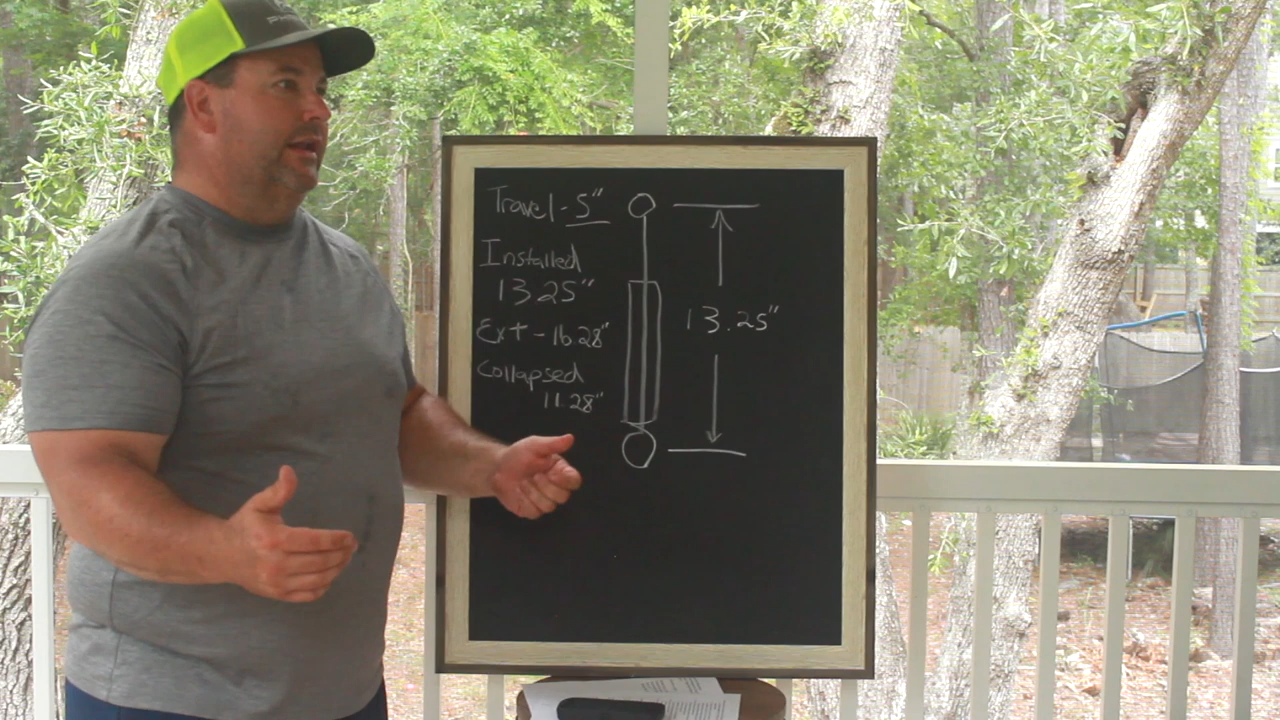 Travel - 5"
Installed
13.25"
Ext - 16.28"
Collapsed
11.28"
13.25"